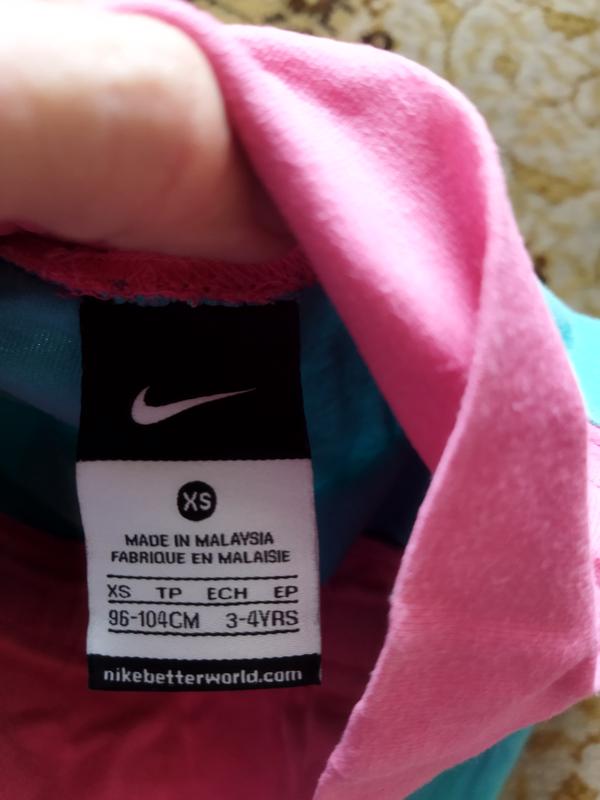 XS
MADE IN MALAYSIA
FABRIQUE EN MALAISIE
XS TP ECH EP
96-104CM 3-4YRS
nikebetterworld.com